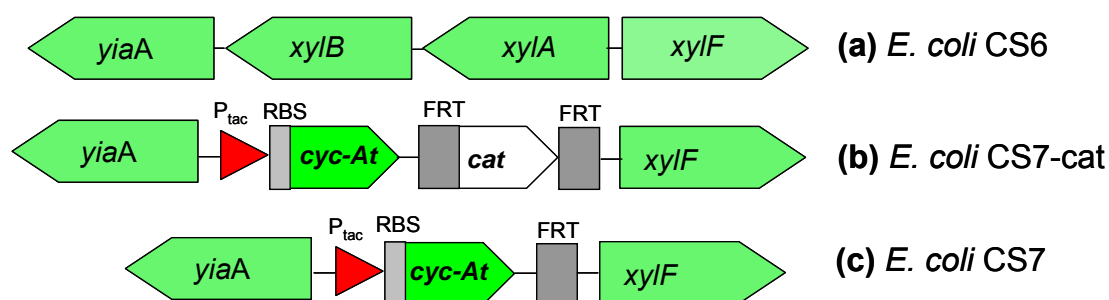 yiaA xylB xylA xylF (a) E. coli CS6
Ptac RBS FRT FRT
yiaA cyc-At cat xylF (b) E. coli CS7-cat
Ptac RBS FRT
yiaA cyc-At xylF (c) E. coli CS7